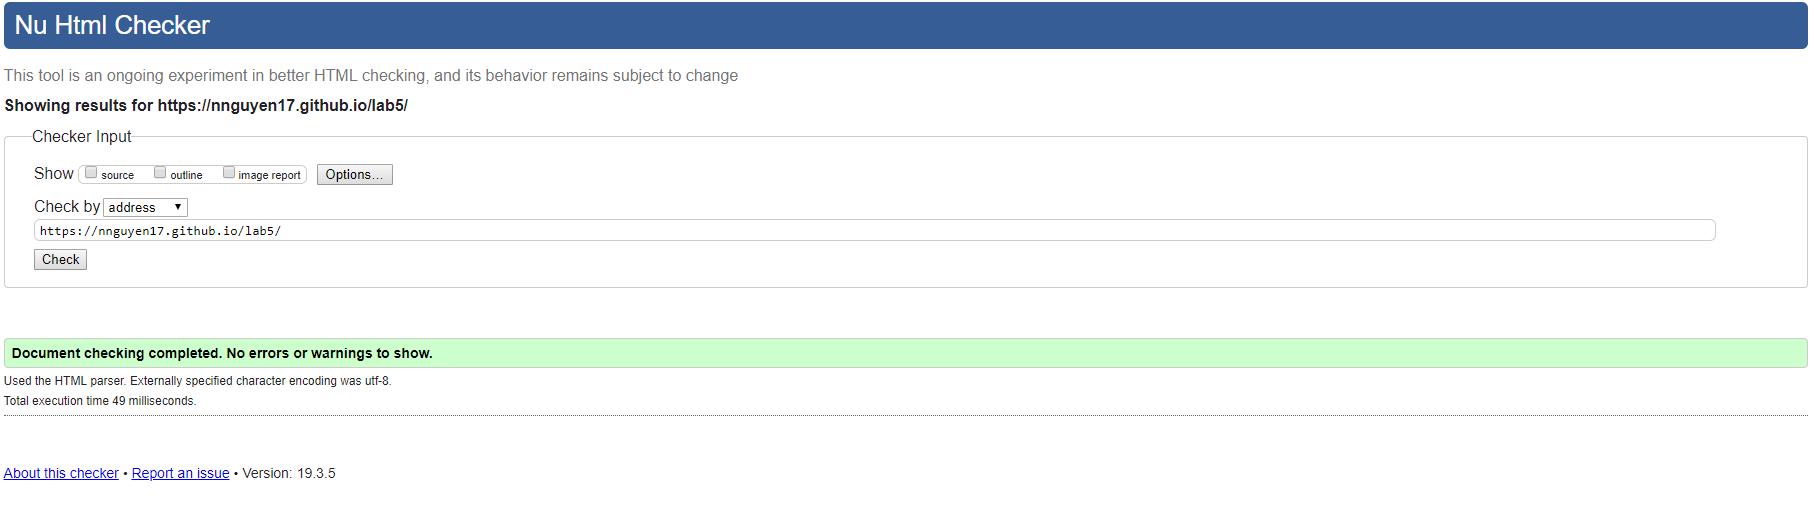 Nu Html Checker
This tool is an ongoing experiment in better HTML checking, and its behavior remains subject to change
Showing results for https://nnguyen17.github.io/lab5/
Checker Input
Show source outline image report Options...
Check by address
https://nnguyen17.github.io/lab5/
Check
Document checking completed. No errors or warnings to show.
Used the HTML parser. Externally specified character encoding was utf-8.
Total execution time 49 milliseconds.
About this checker • Report an issue • Version: 19.3.5